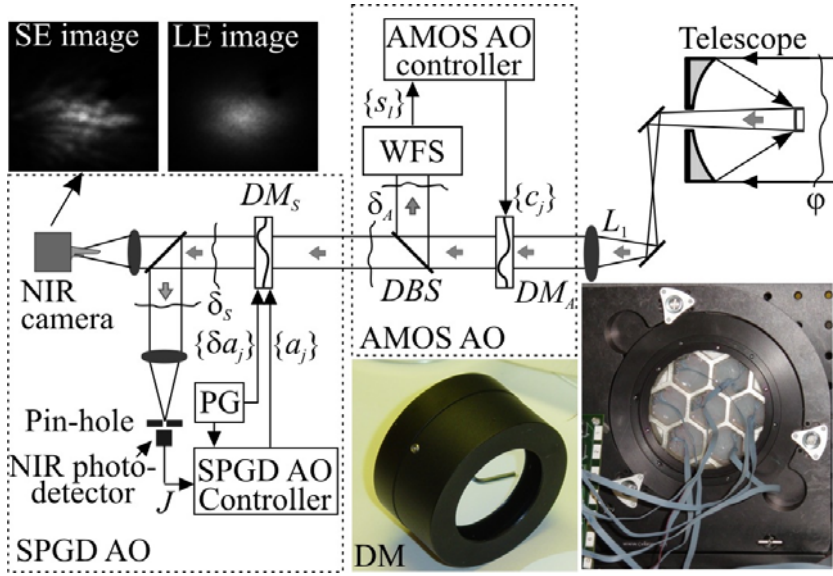 SE image
LE image
AMOS AO
controller
Telescope
{s_l}
WFS
DM_S
δ_A
{c_j}
L_1
φ
NIR
camera
δ_S
DBS
DM_A
{δa_j}
{a_j}
AMOS AO
PG
Pin-hole
NIR photo-
detector
J
SPGD AO
Controller
SPGD AO
DM